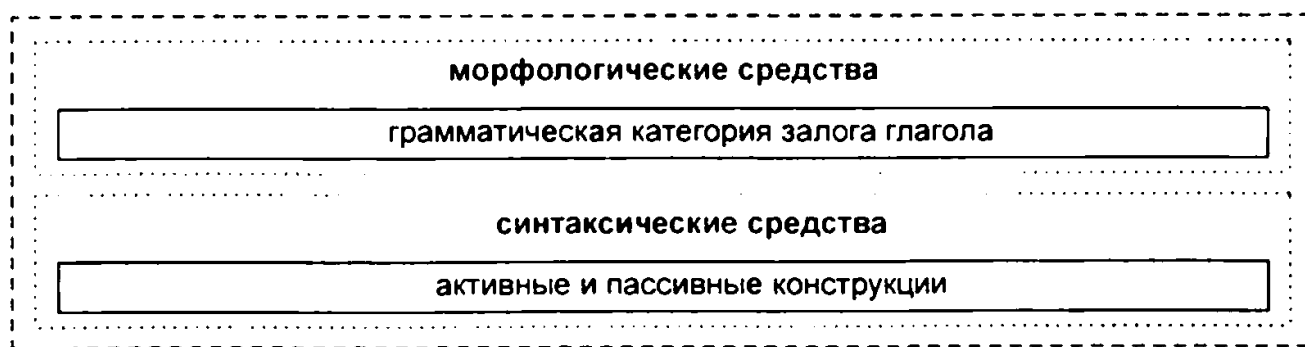 морфологические средства
грамматическая категория залога глагола
синтаксические средства
активные и пассивные конструкции